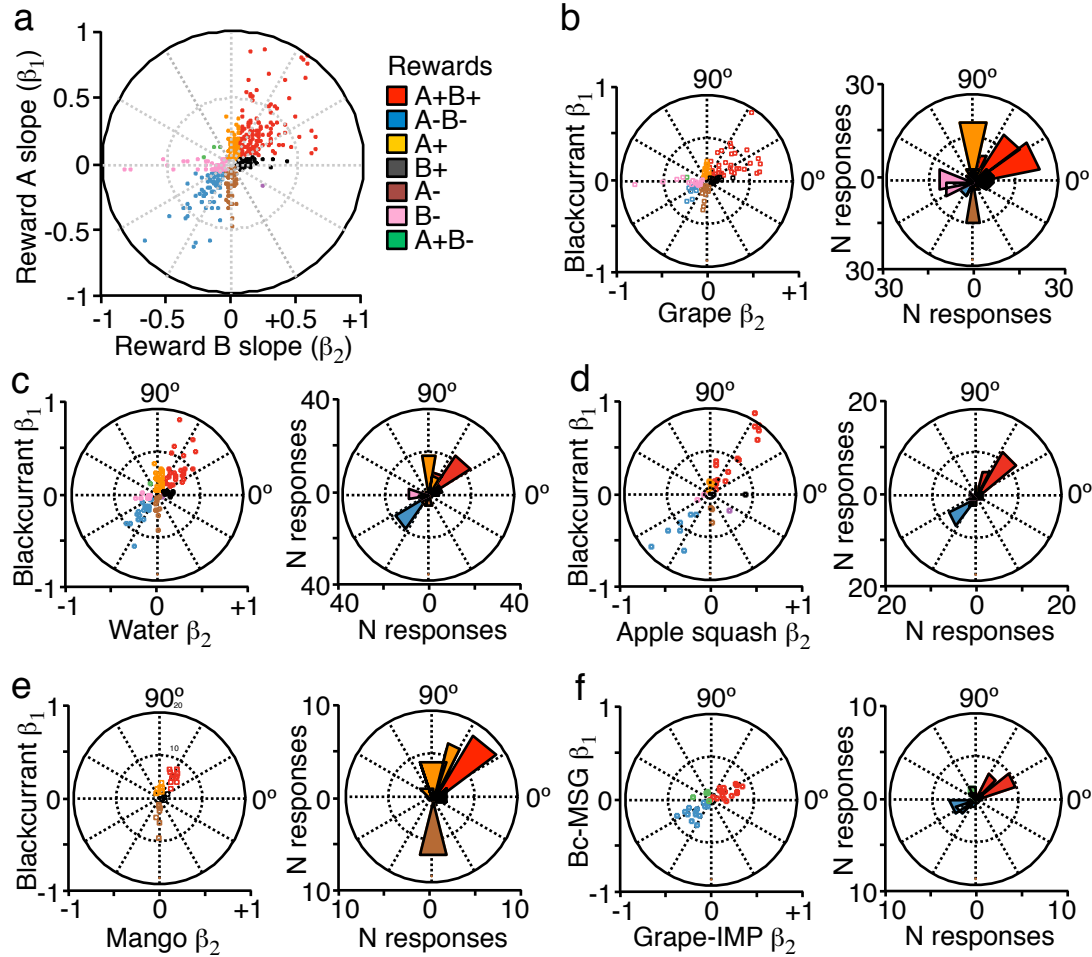 a
Reward A slope (β1)
1
0.5
0
-0.5
-1
-1 -0.5 0 +0.5 +1
Reward B slope (β2)
Rewards
A+B+
A-B-
A+
B+
A-
B-
A+B-
b
90º
Blackcurrant β1
1
0
-1
0º
-1 0 +1
Grape β2
90º
N responses
30
15
0
15
30
0º
30 0 30
N responses
c
90º
Blackcurrant β1
1
0
-1
0º
-1 0 +1
Water β2
90º
N responses
40
0
40
0º
40 0 40
N responses
d
90º
Blackcurrant β1
1
0
-1
0º
-1 0 +1
Apple squash β2
90º
N responses
20
0
20
0º
20 0 20
N responses
e
90º
20
10
Blackcurrant β1
1
0
-1
0º
-1 0 +1
Mango β2
90º
N responses
10
0
10
0º
10 0 10
N responses
f
90º
Bc-MSG β1
1
0
-1
0º
-1 0 +1
Grape-IMP β2
90º
N responses
10
0
10
0º
10 0 10
N responses